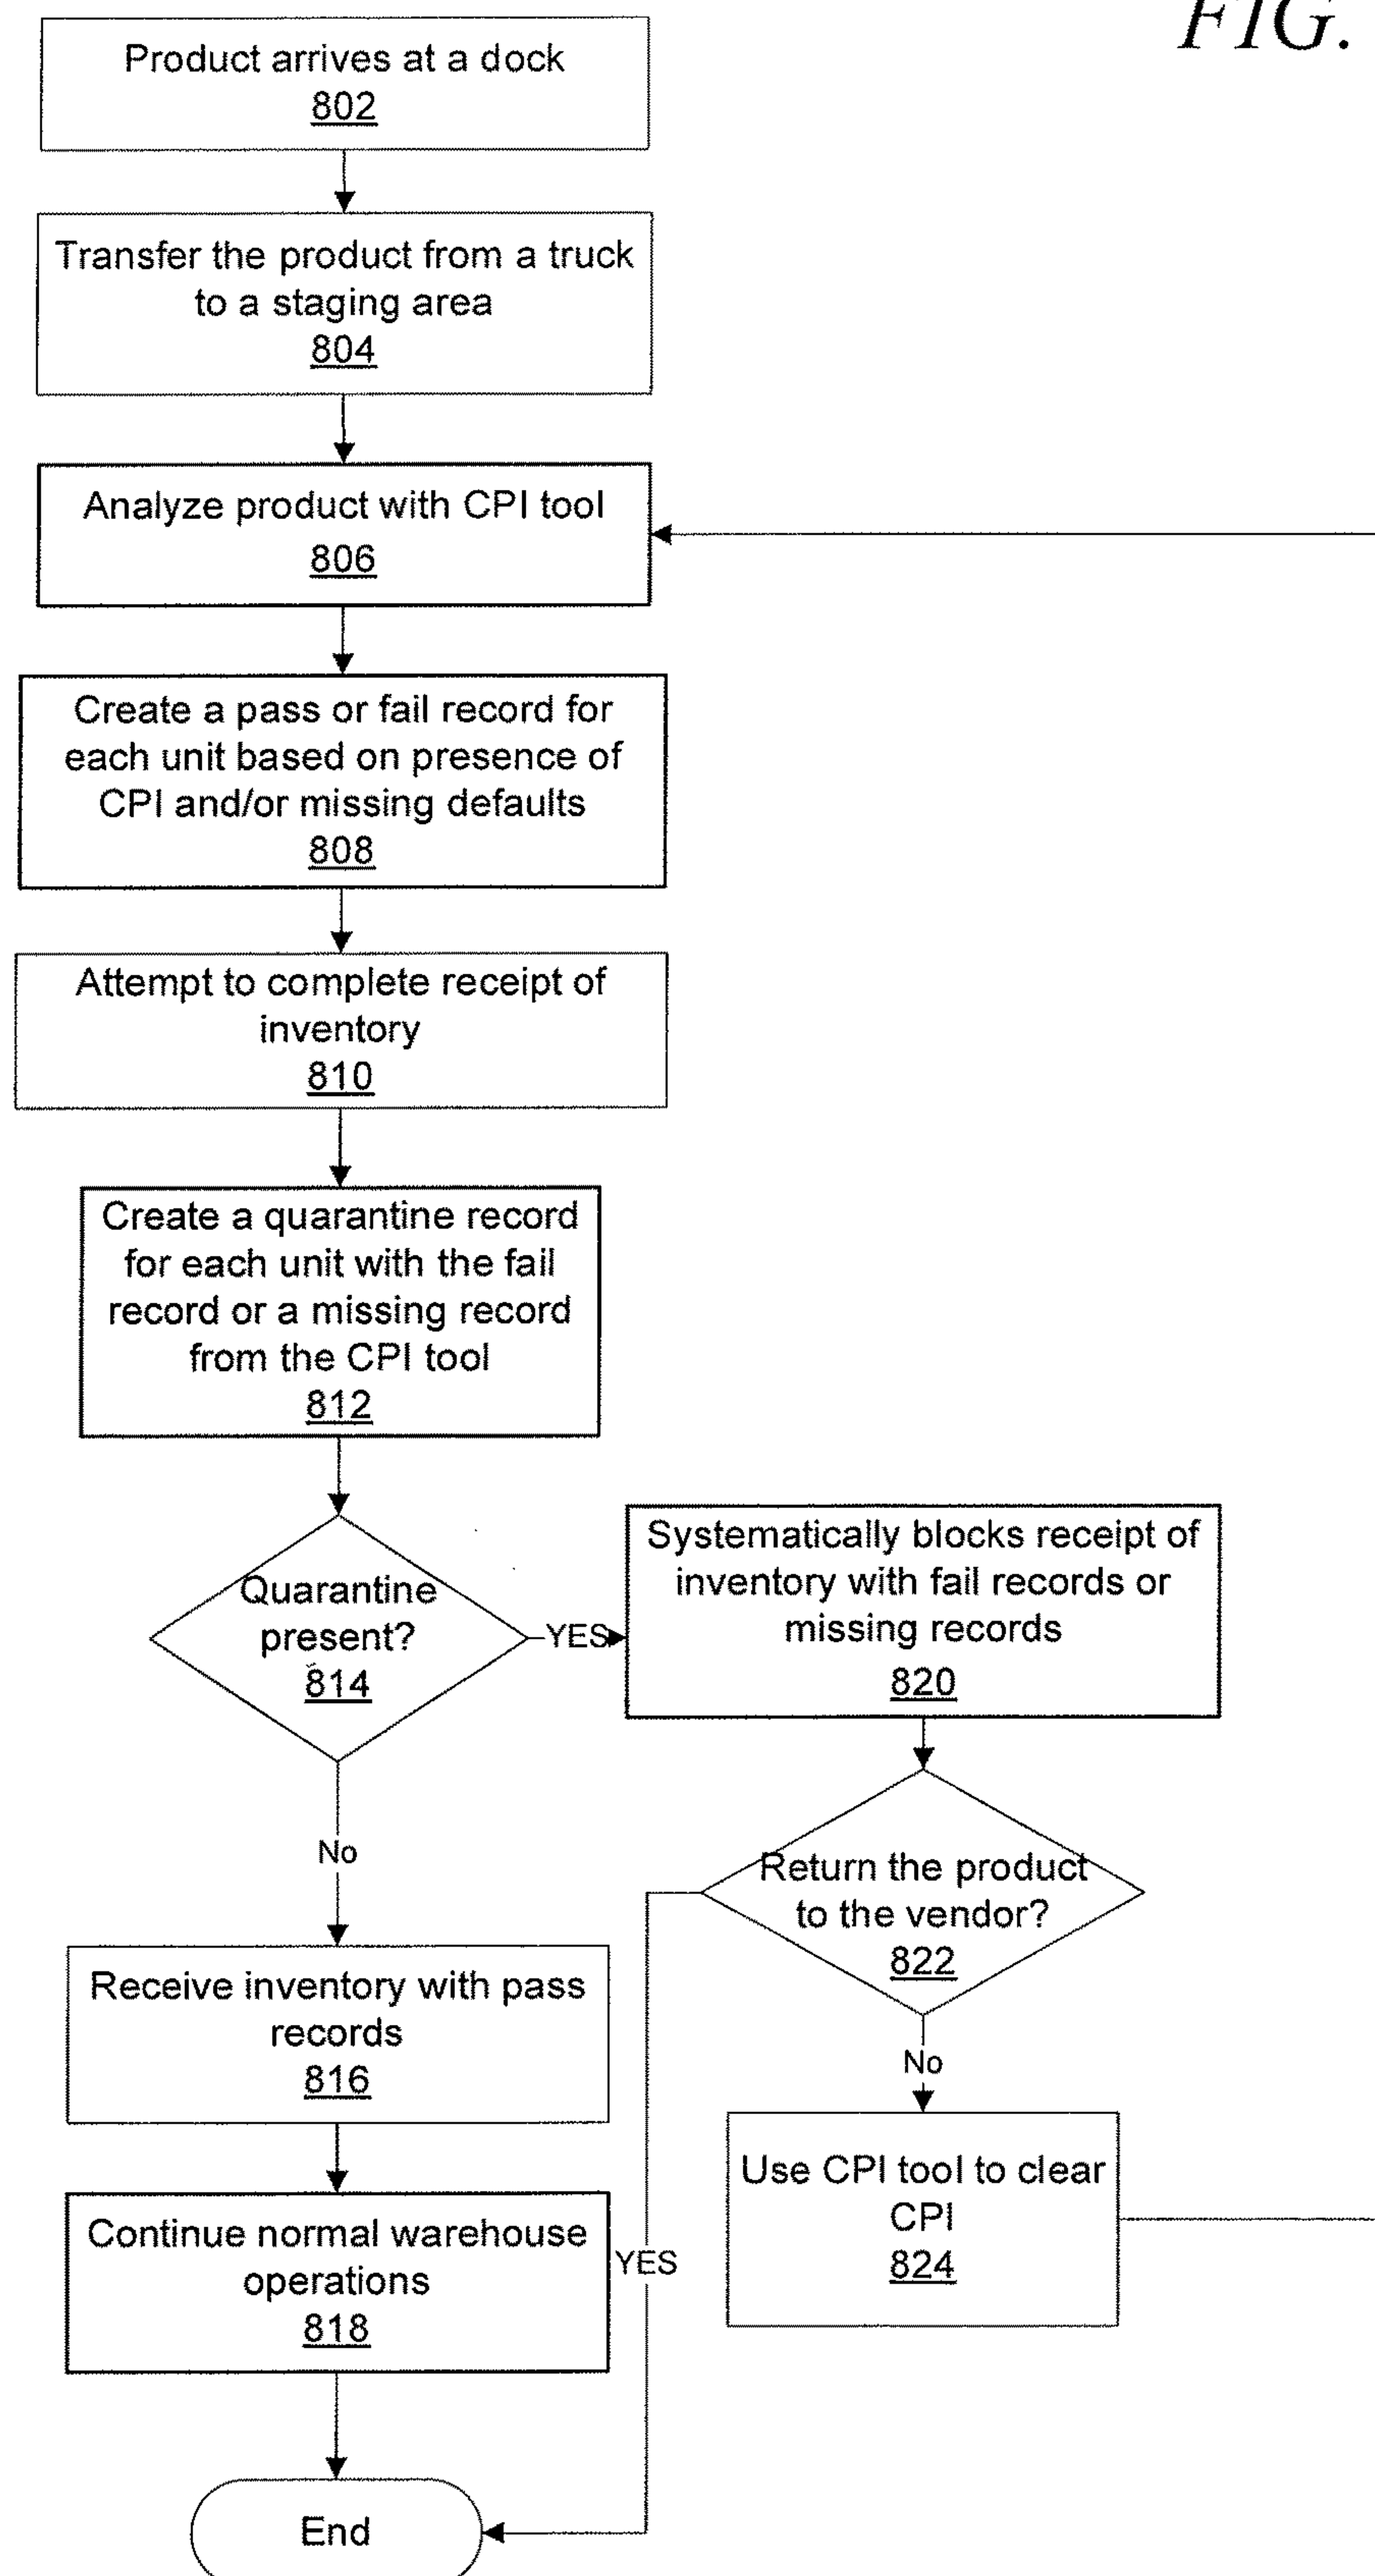 FIG.
Product arrives at a dock
802
Transfer the product from a truck
to a staging area
804
Analyze product with CPI tool
806
Create a pass or fail record for
each unit based on presence of
CPI and/or missing defaults
808
Attempt to complete receipt of
inventory
810
Create a quarantine record
for each unit with the fail
record or a missing record
from the CPI tool
812
Quarantine
present?
814
YES
Systematically blocks receipt of
inventory with fail records or
missing records
820
No
Return the product
to the vendor?
822
Receive inventory with pass
records
816
No
Use CPI tool to clear
CPI
824
Continue normal warehouse
operations
818
YES
End